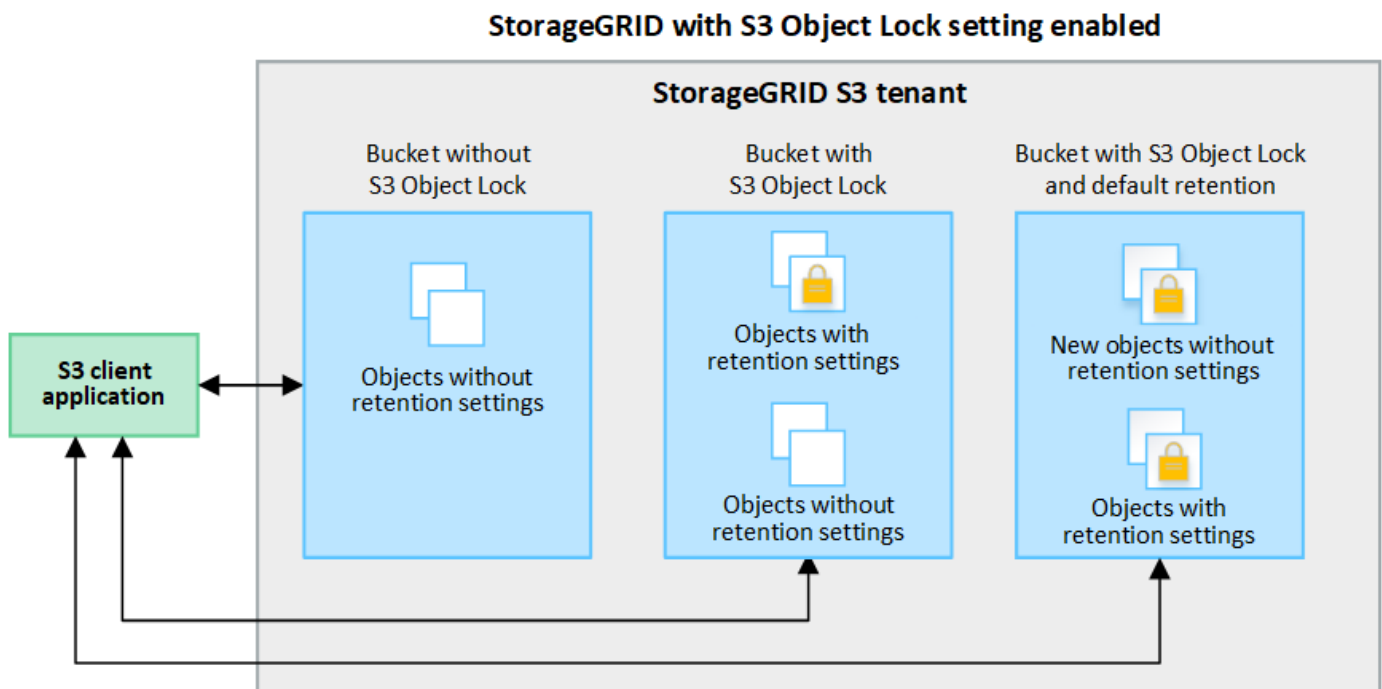 StorageGRID with S3 Object Lock setting enabled
StorageGRID S3 tenant
Bucket without
S3 Object Lock
Bucket with
S3 Object Lock
Bucket with S3 Object Lock
and default retention
S3 client
application
Objects without
retention settings
Objects with
retention settings
Objects without
retention settings
New objects without
retention settings
Objects with
retention settings